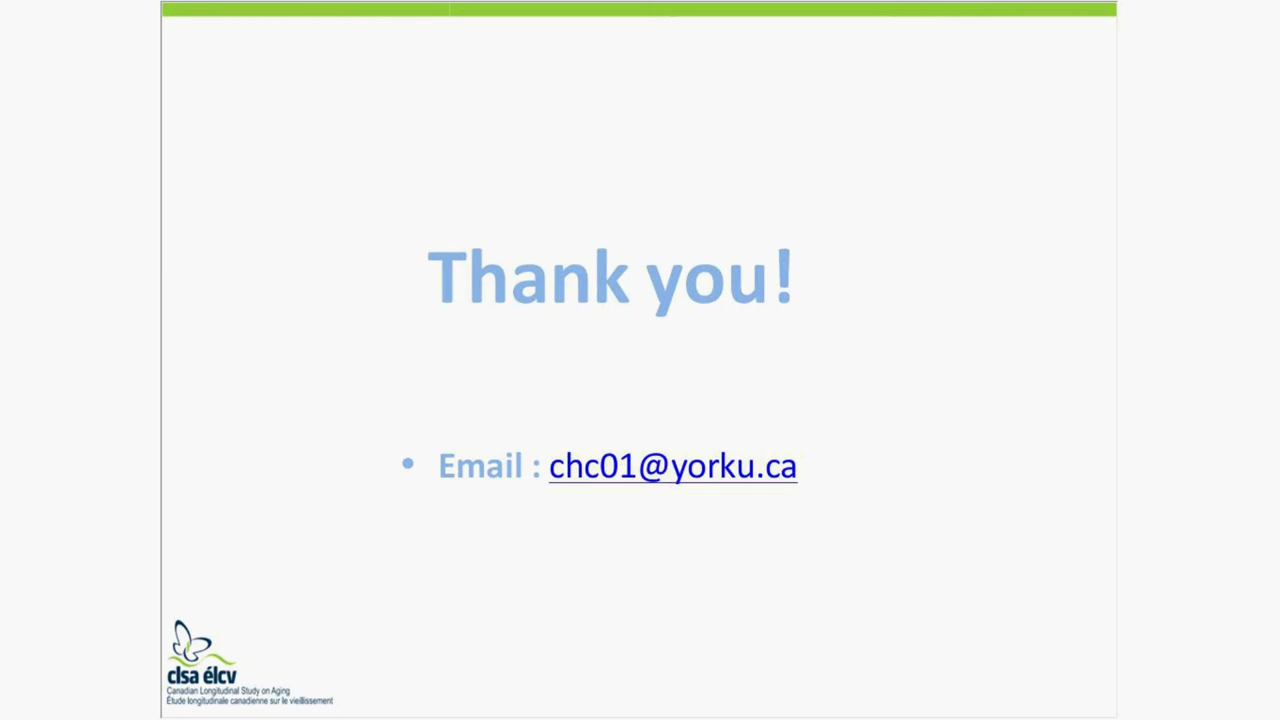 Thank you!
• Email : chc01@yorku.ca
clsa élcv
Canadian Longitudinal Study on Aging
Étude longitudinale canadienne sur le vieillissement